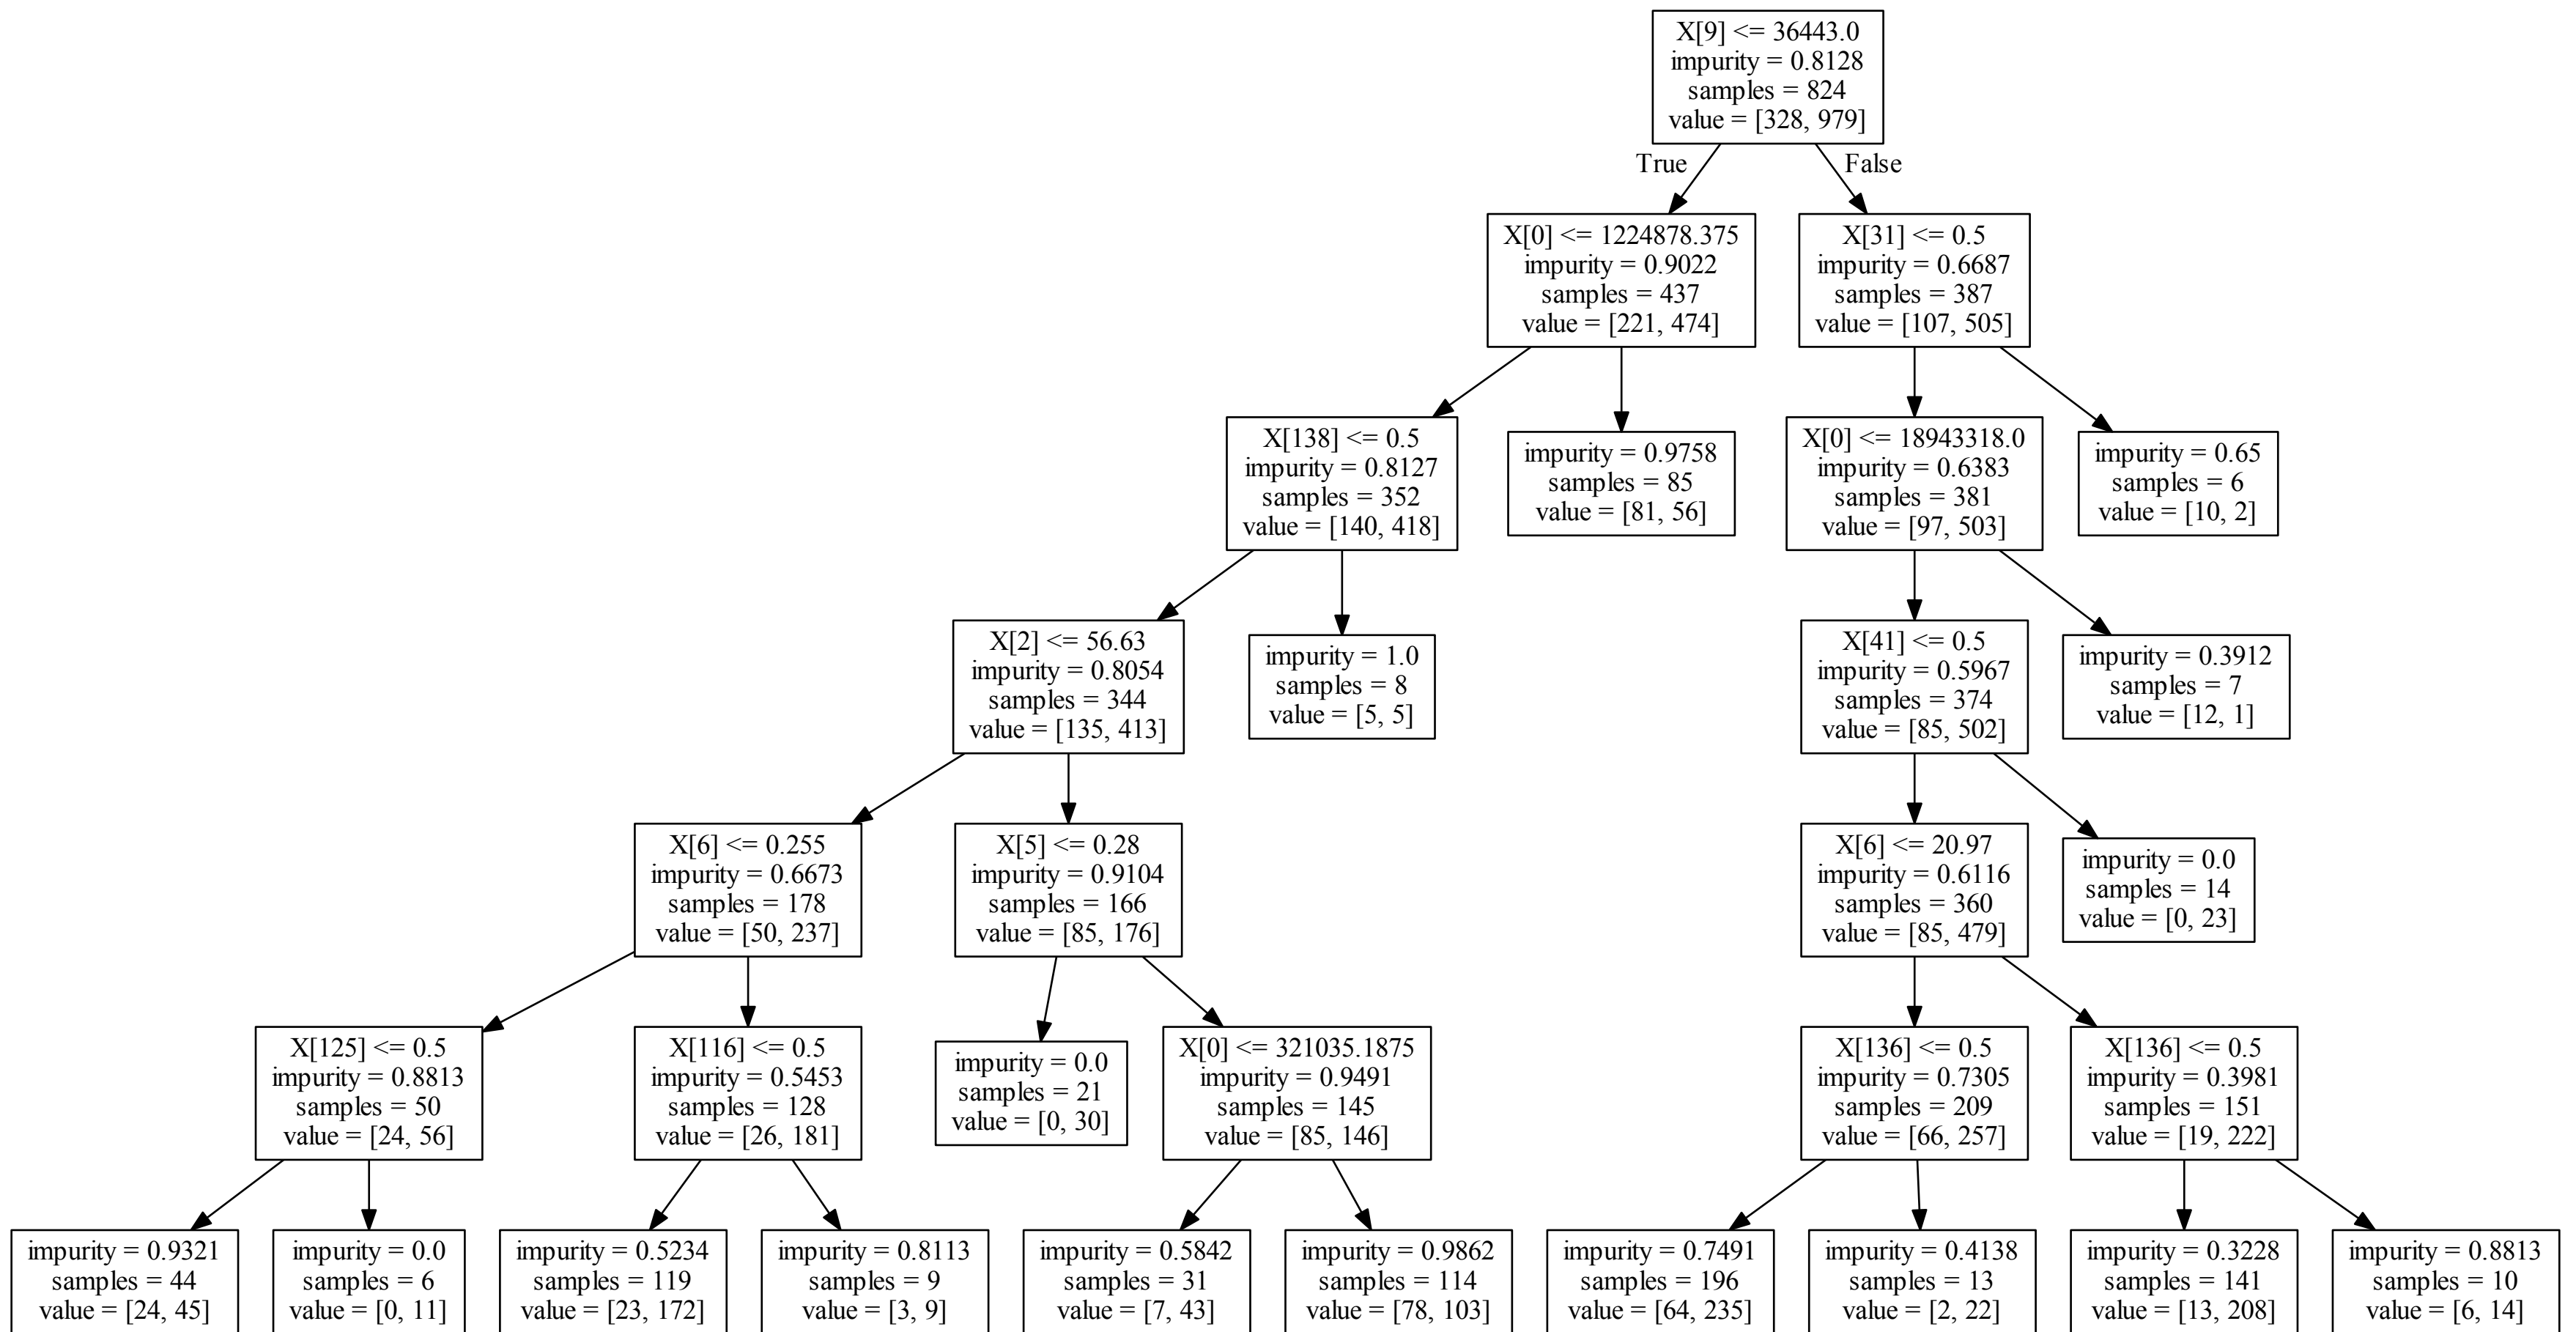 X[9] <= 36443.0
impurity = 0.8128
samples = 824
value = [328, 979]
True
False
X[0] <= 1224878.375
impurity = 0.9022
samples = 437
value = [221, 474]
X[31] <= 0.5
impurity = 0.6687
samples = 387
value = [107, 505]
X[138] <= 0.5
impurity = 0.8127
samples = 352
value = [140, 418]
impurity = 0.9758
samples = 85
value = [81, 56]
X[0] <= 18943318.0
impurity = 0.6383
samples = 381
value = [97, 503]
impurity = 0.65
samples = 6
value = [10, 2]
X[2] <= 56.63
impurity = 0.8054
samples = 344
value = [135, 413]
impurity = 1.0
samples = 8
value = [5, 5]
X[41] <= 0.5
impurity = 0.5967
samples = 374
value = [85, 502]
impurity = 0.3912
samples = 7
value = [12, 1]
X[6] <= 0.255
impurity = 0.6673
samples = 178
value = [50, 237]
X[5] <= 0.28
impurity = 0.9104
samples = 166
value = [85, 176]
X[6] <= 20.97
impurity = 0.6116
samples = 360
value = [85, 479]
impurity = 0.0
samples = 14
value = [0, 23]
X[125] <= 0.5
impurity = 0.8813
samples = 50
value = [24, 56]
X[116] <= 0.5
impurity = 0.5453
samples = 128
value = [26, 181]
impurity = 0.0
samples = 21
value = [0, 30]
X[0] <= 321035.1875
impurity = 0.9491
samples = 145
value = [85, 146]
X[136] <= 0.5
impurity = 0.7305
samples = 209
value = [66, 257]
X[136] <= 0.5
impurity = 0.3981
samples = 151
value = [19, 222]
impurity = 0.9321
samples = 44
value = [24, 45]
impurity = 0.0
samples = 6
value = [0, 11]
impurity = 0.5234
samples = 119
value = [23, 172]
impurity = 0.8113
samples = 9
value = [3, 9]
impurity = 0.5842
samples = 31
value = [7, 43]
impurity = 0.9862
samples = 114
value = [78, 103]
impurity = 0.7491
samples = 196
value = [64, 235]
impurity = 0.4138
samples = 13
value = [2, 22]
impurity = 0.3228
samples = 141
value = [13, 208]
impurity = 0.8813
samples = 10
value = [6, 14]